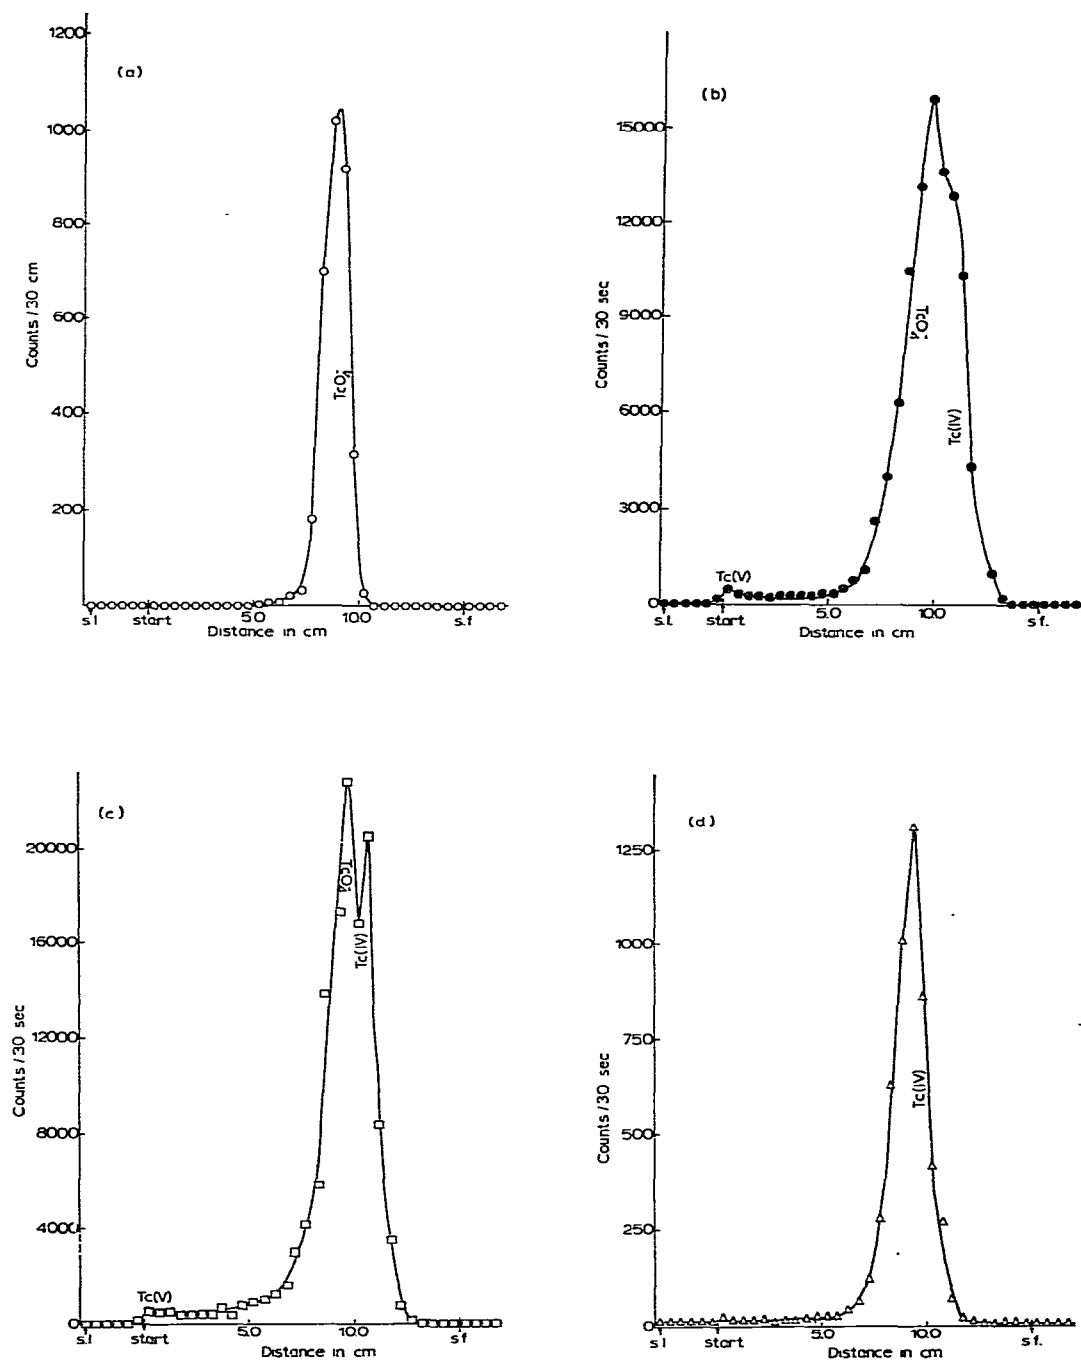 (a)
1200
1000
800
600
400
200
Counts / 30 cm
TcO₄⁻
s.l start 5.0 10.0 s.f
Distance in cm
(b)
15000
12000
9000
6000
3000
0
Counts / 30 sec
TcO₄⁻
Tc(IV)
Tc(V)
s.l start 5.0 10.0 s f.
Distance in cm
(c)
20000
16000
12000
8000
4000
0
Counts / 30 sec
TcO₄⁻
Tc(IV)
Tc(V)
s.l start 5.0 10.0 s f
Distance in cm
(d)
1250
1000
750
500
250
0
Counts / 30 sec
Tc(IV)
s l start 5.0 10.0 s f.
Distance in cm